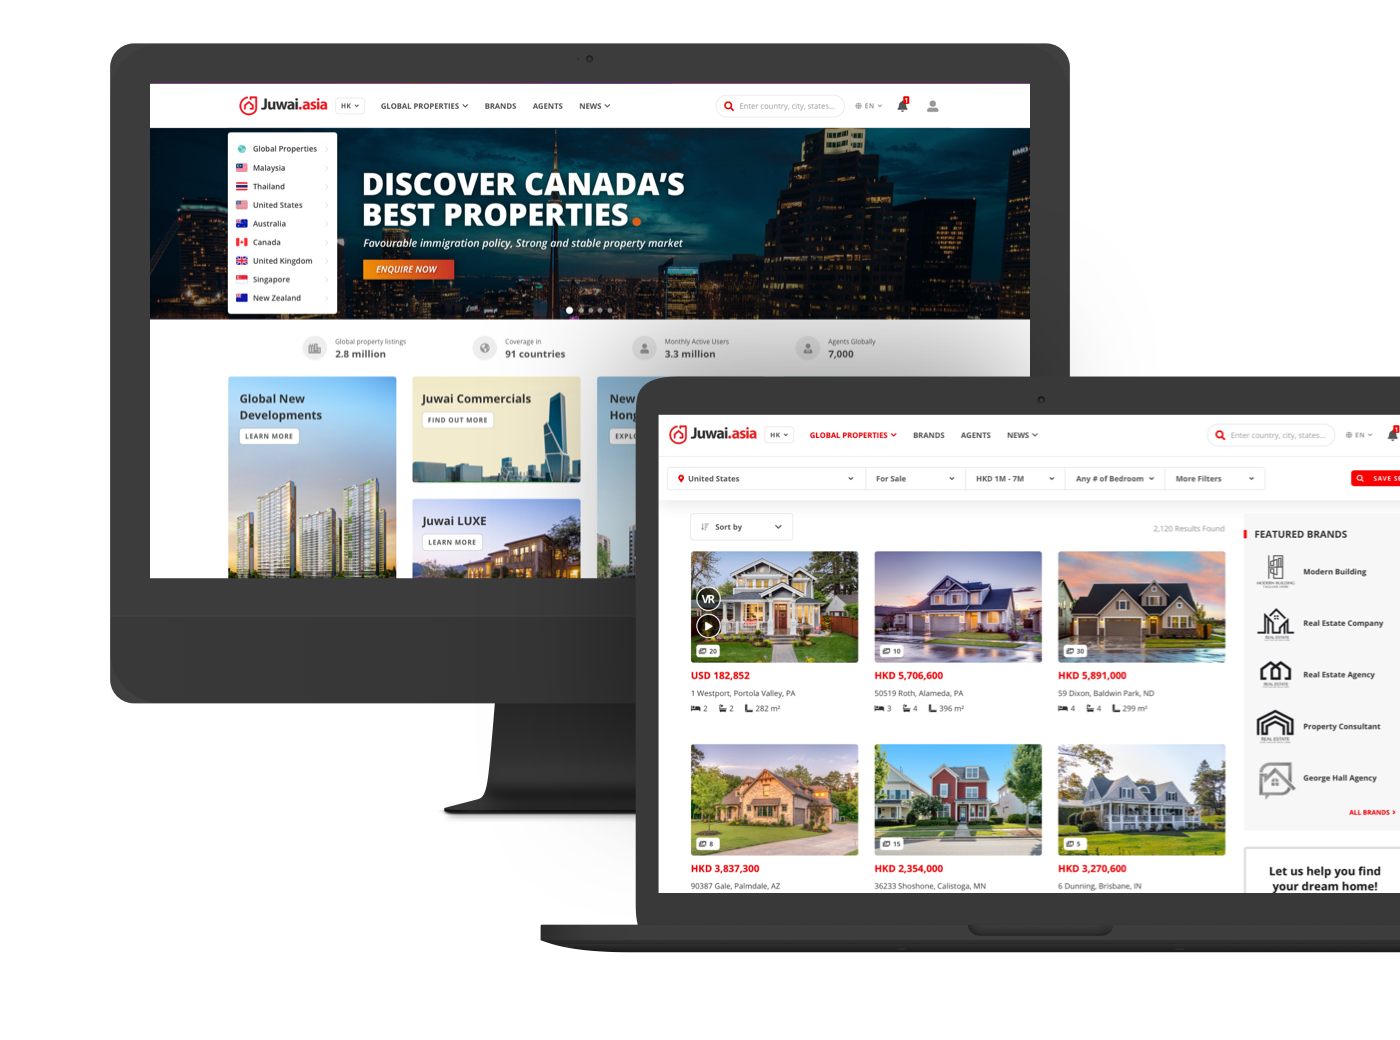 Juwai.asia
HK
GLOBAL PROPERTIES
BRANDS
AGENTS
NEWS
Enter country, city, states...
EN
1
Global Properties
Malaysia
Thailand
United States
Australia
Canada
United Kingdom
Singapore
New Zealand
DISCOVER CANADA'S
BEST PROPERTIES.
Favourable immigration policy, Strong and stable property market
ENQUIRE NOW
Global property listings
2.8 million
Coverage in
91 countries
Monthly Active Users
3.3 million
Agents Globally
7,000
Global New
Developments
LEARN MORE
Juwai Commercials
FIND OUT MORE
Juwai LUXE
LEARN MORE
New
Hong
EXPLO
Juwai.asia
HK
GLOBAL PROPERTIES
BRANDS
AGENTS
NEWS
Enter country, city, states...
EN
United States
For Sale
HKD 1M - 7M
Any # of Bedroom
More Filters
SAVE SE
Sort by
2,120 Results Found
VR
20
USD 182,852
1 Westport, Portola Valley, PA
2 2 282 m²
10
HKD 5,706,600
50519 Roth, Alameda, PA
3 4 396 m²
30
HKD 5,891,000
59 Dixon, Baldwin Park, ND
4 4 299 m²
8
HKD 3,837,300
90387 Gale, Palmdale, AZ
15
HKD 2,354,000
36233 Shoshone, Calistoga, MN
5
HKD 3,270,600
6 Dunning, Brisbane, IN
FEATURED BRANDS
MODERN BUILDING
Modern Building
REAL ESTATE
Real Estate Company
REAL ESTATE
Real Estate Agency
REAL ESTATE
Property Consultant
George Hall Agency
ALL BRANDS
Let us help you find
your dream home!